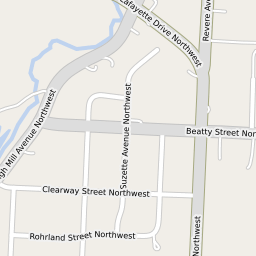 Lafayette Drive Northwest
Revere Av
Suzette Avenue Northwest
Beatty Street Nor
gh Mill Avenue Northwest
Clearway Street Northwest
Rohrland Street Northwest
Northwest